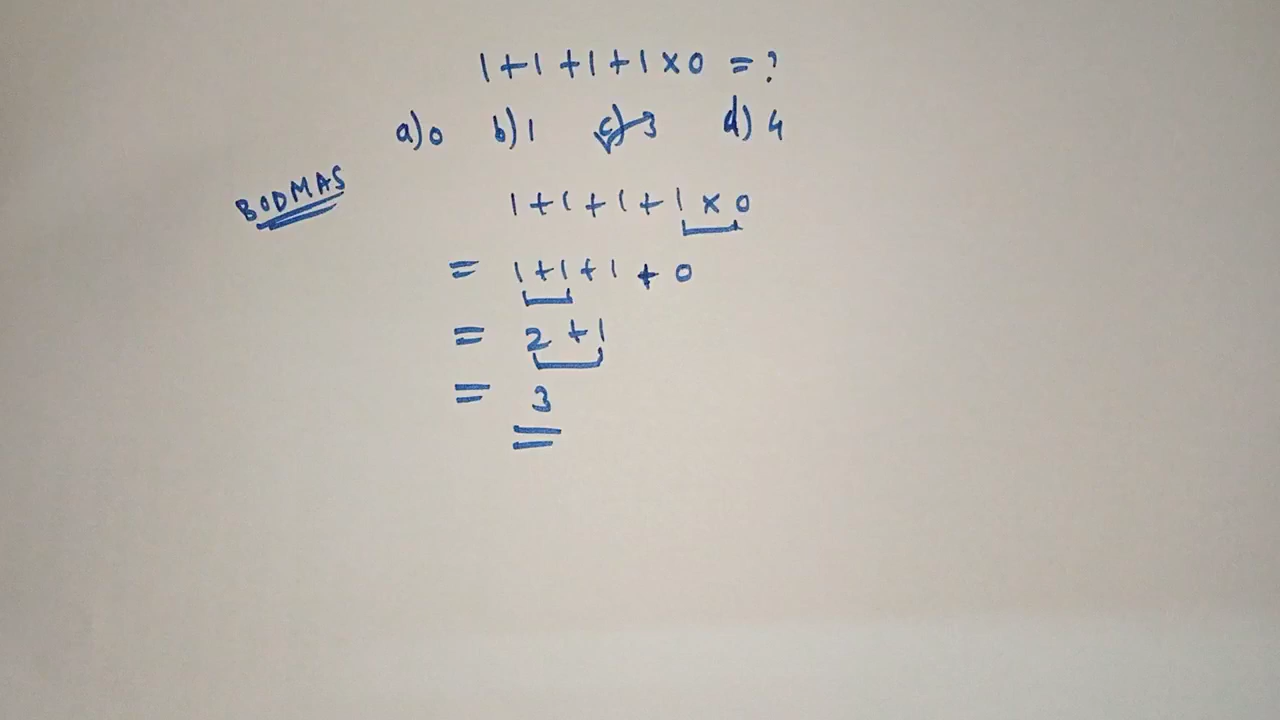 1+1+1+1×0 =?
a)0 b)1 c)3 d)4
BODMAS
1+1+1+1×0
= 1+1+1+0
= 2+1
= 3